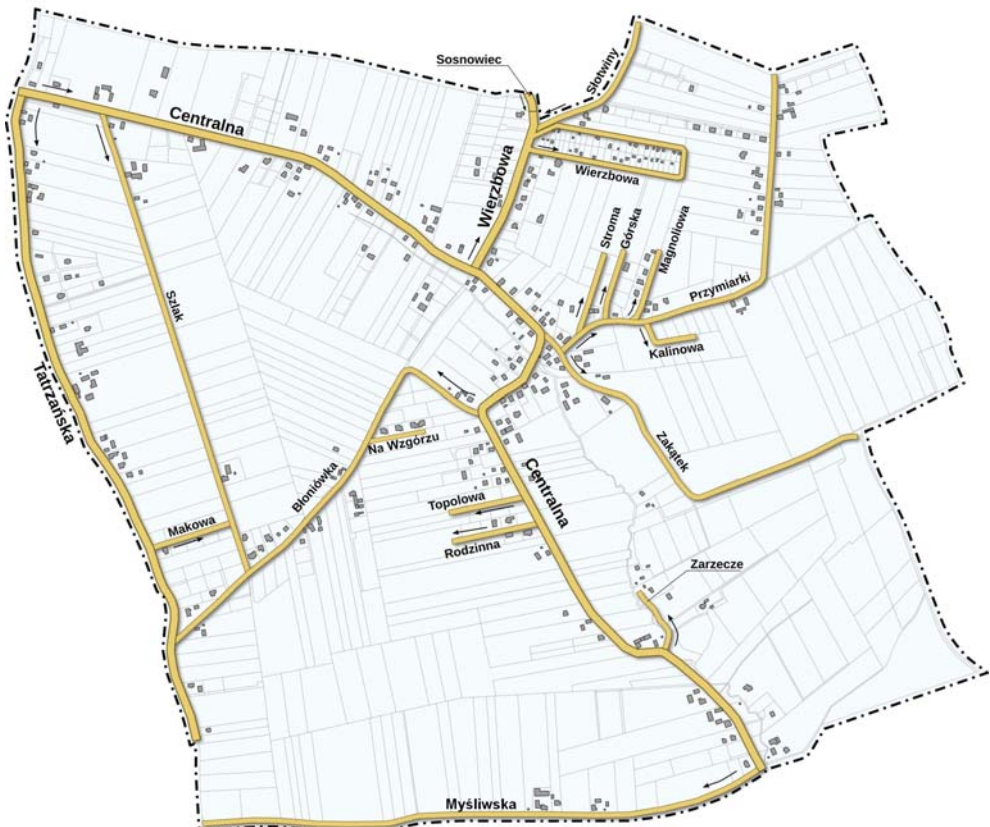 Sosnowiec
Słotwiny
Centralna
Wierzbowa
Wierzbowa
Stroma
Górska
Magnoliowa
Przymiarki
Szlak
Kalinowa
Tatrzańska
Na Wzgórzu
Zakątek
Błoniówka
Centralna
Topolowa
Makowa
Rodzinna
Zarzecze
Myśliwska